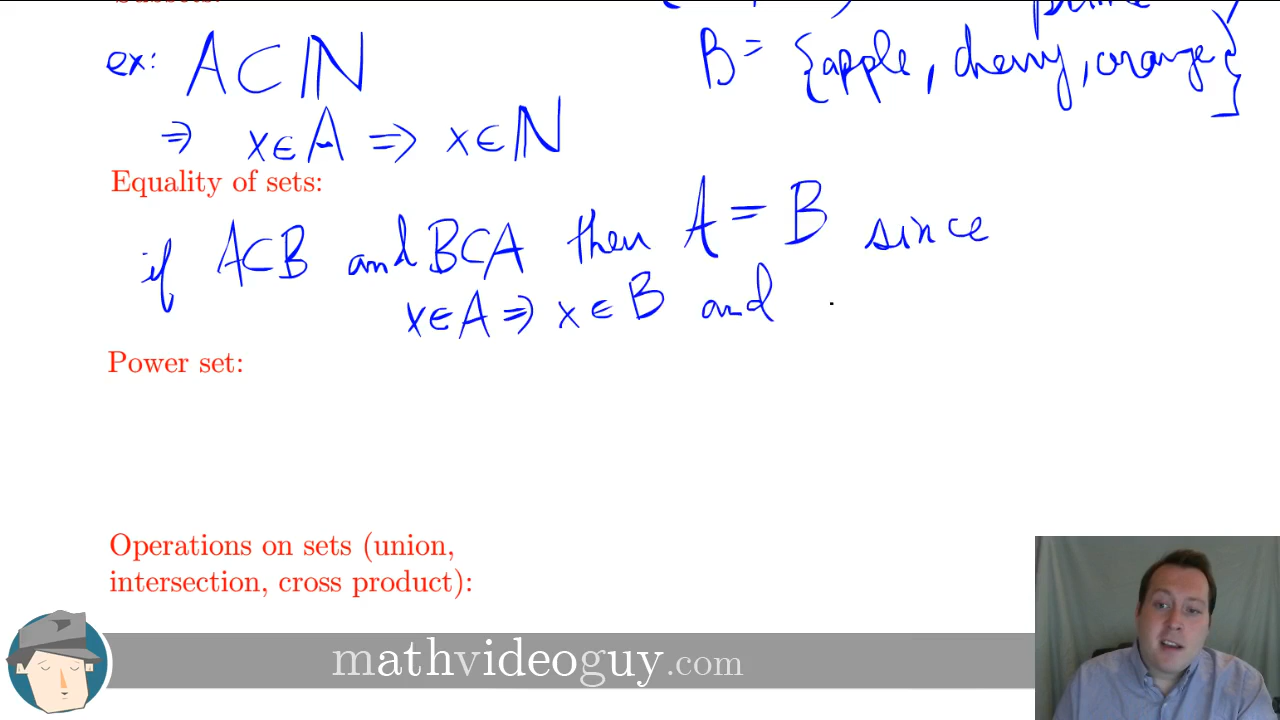 ex: A ⊂ ℕ
B = {apple, cherry, orange}
⇒ x ∈ A ⇒ x ∈ ℕ
Equality of sets:
if A ⊂ B and B ⊂ A then A = B since
x ∈ A ⇒ x ∈ B and
Power set:
Operations on sets (union,
intersection, cross product):
mathvideoguy.com